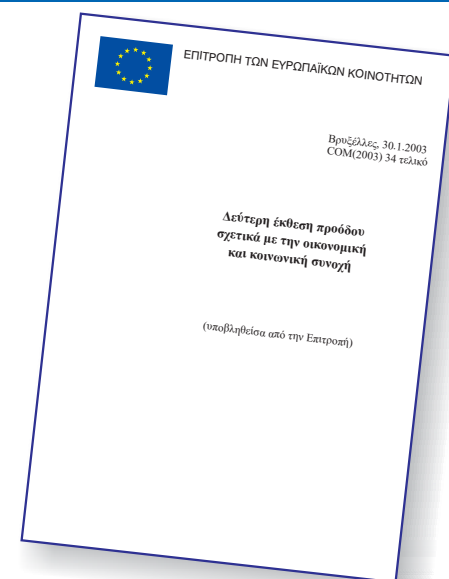 ΕΠΙΤΡΟΠΗ ΤΩΝ ΕΥΡΩΠΑΪΚΩΝ ΚΟΙΝΟΤΗΤΩΝ
Βρυξέλλες, 30.1.2003
COM(2003) 34 τελικό
Δεύτερη έκθεση προόδου
σχετικά με την οικονομική
και κοινωνική συνοχή
(υποβληθείσα από την Επιτροπή)